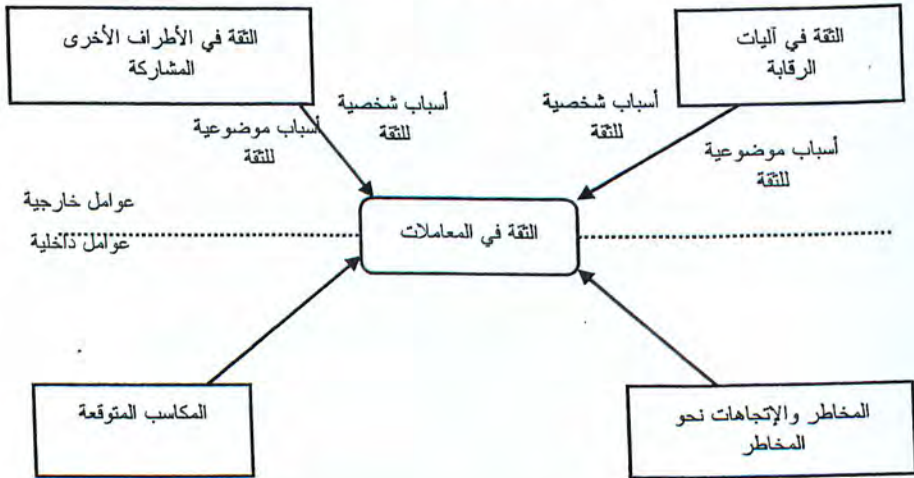 الثقة في آليات
الرقابة
الثقة في الأطراف الأخرى
المشاركة
أسباب شخصية
للثقة
أسباب شخصية
للثقة
أسباب موضوعية
للثقة
أسباب موضوعية
للثقة
عوامل خارجية
الثقة في المعاملات
عوامل داخلية
المخاطر والإتجاهات نحو
المخاطر
المكاسب المتوقعة